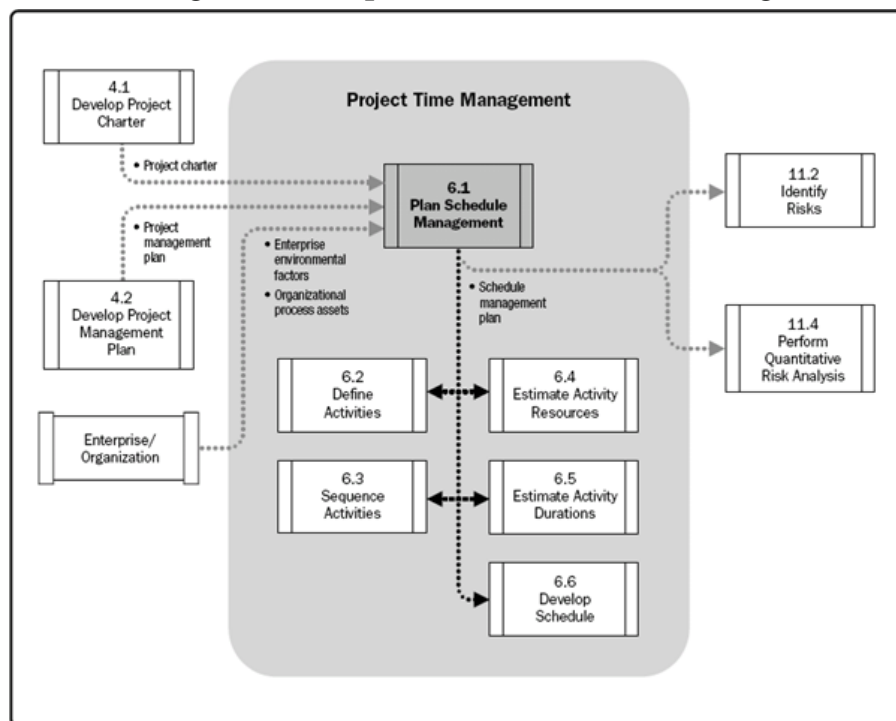 Project Time Management
4.1
Develop Project
Charter
• Project charter
6.1
Plan Schedule
Management
11.2
Identify
Risks
• Project
management
plan
• Enterprise
environmental
factors
• Organizational
process assets
• Schedule
management
plan
4.2
Develop Project
Management
Plan
11.4
Perform
Quantitative
Risk Analysis
6.2
Define
Activities
6.4
Estimate Activity
Resources
Enterprise/
Organization
6.3
Sequence
Activities
6.5
Estimate Activity
Durations
6.6
Develop
Schedule